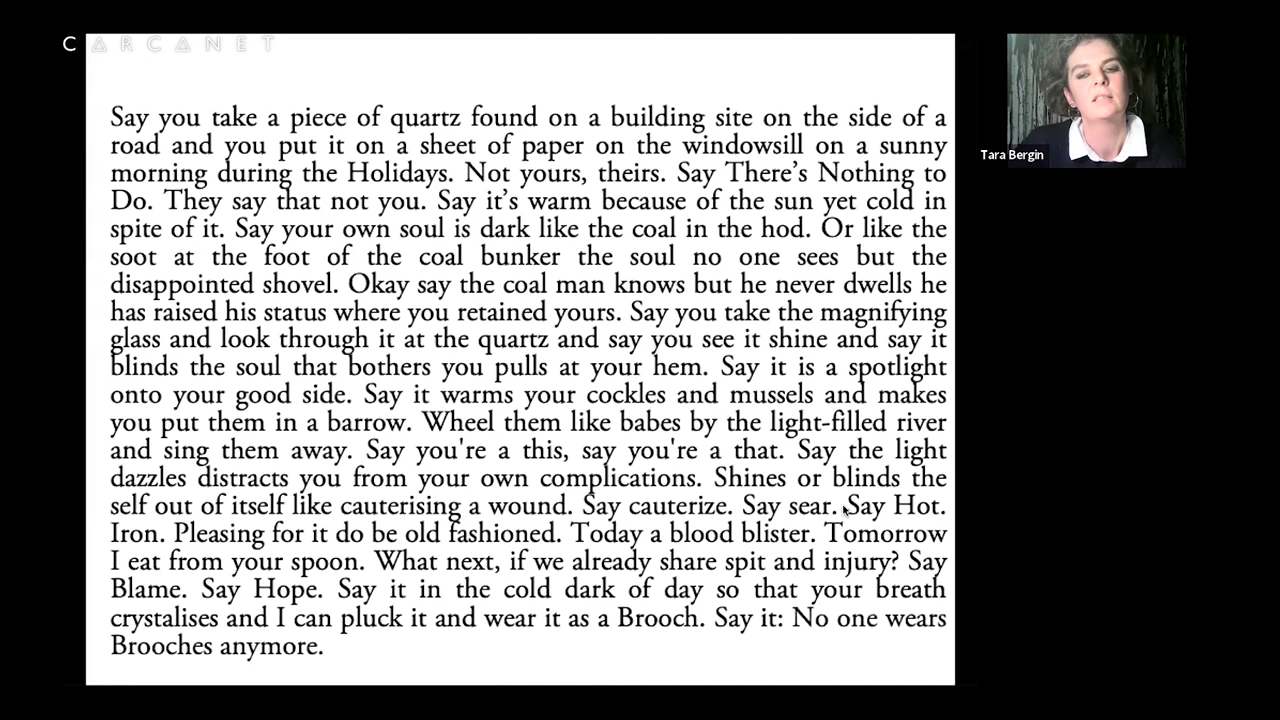 CARCANET
Say you take a piece of quartz found on a building site on the side of a
road and you put it on a sheet of paper on the windowsill on a sunny
morning during the Holidays. Not yours, theirs. Say There’s Nothing to
Do. They say that not you. Say it’s warm because of the sun yet cold in
spite of it. Say your own soul is dark like the coal in the hod. Or like the
soot at the foot of the coal bunker the soul no one sees but the
disappointed shovel. Okay say the coal man knows but he never dwells he
has raised his status where you retained yours. Say you take the magnifying
glass and look through it at the quartz and say you see it shine and say it
blinds the soul that bothers you pulls at your hem. Say it is a spotlight
onto your good side. Say it warms your cockles and mussels and makes
you put them in a barrow. Wheel them like babes by the light-filled river
and sing them away. Say you're a this, say you're a that. Say the light
dazzles distracts you from your own complications. Shines or blinds the
self out of itself like cauterising a wound. Say cauterize. Say sear. Say Hot.
Iron. Pleasing for it do be old fashioned. Today a blood blister. Tomorrow
I eat from your spoon. What next, if we already share spit and injury? Say
Blame. Say Hope. Say it in the cold dark of day so that your breath
crystalises and I can pluck it and wear it as a Brooch. Say it: No one wears
Brooches anymore.
Tara Bergin